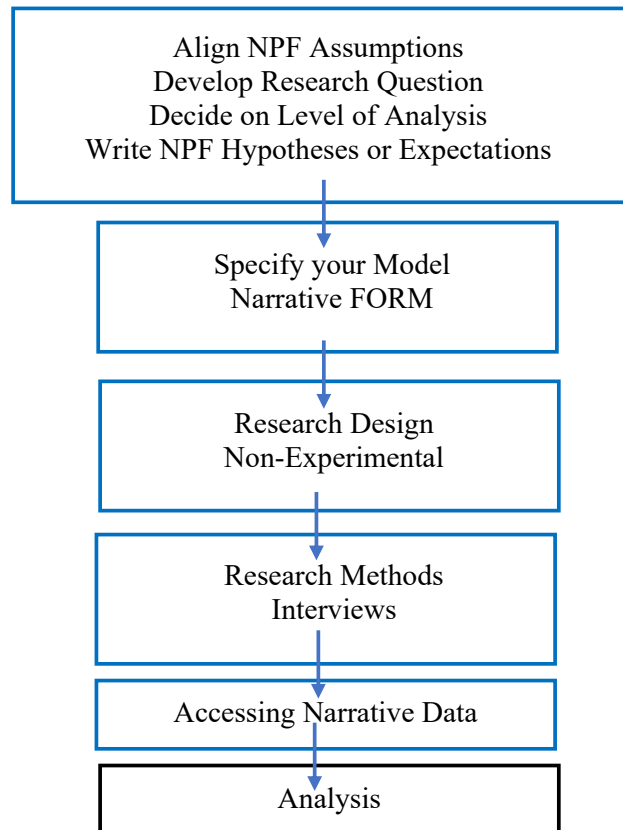 Align NPF Assumptions
Develop Research Question
Decide on Level of Analysis
Write NPF Hypotheses or Expectations
Specify your Model
Narrative FORM
Research Design
Non-Experimental
Research Methods
Interviews
Accessing Narrative Data
Analysis